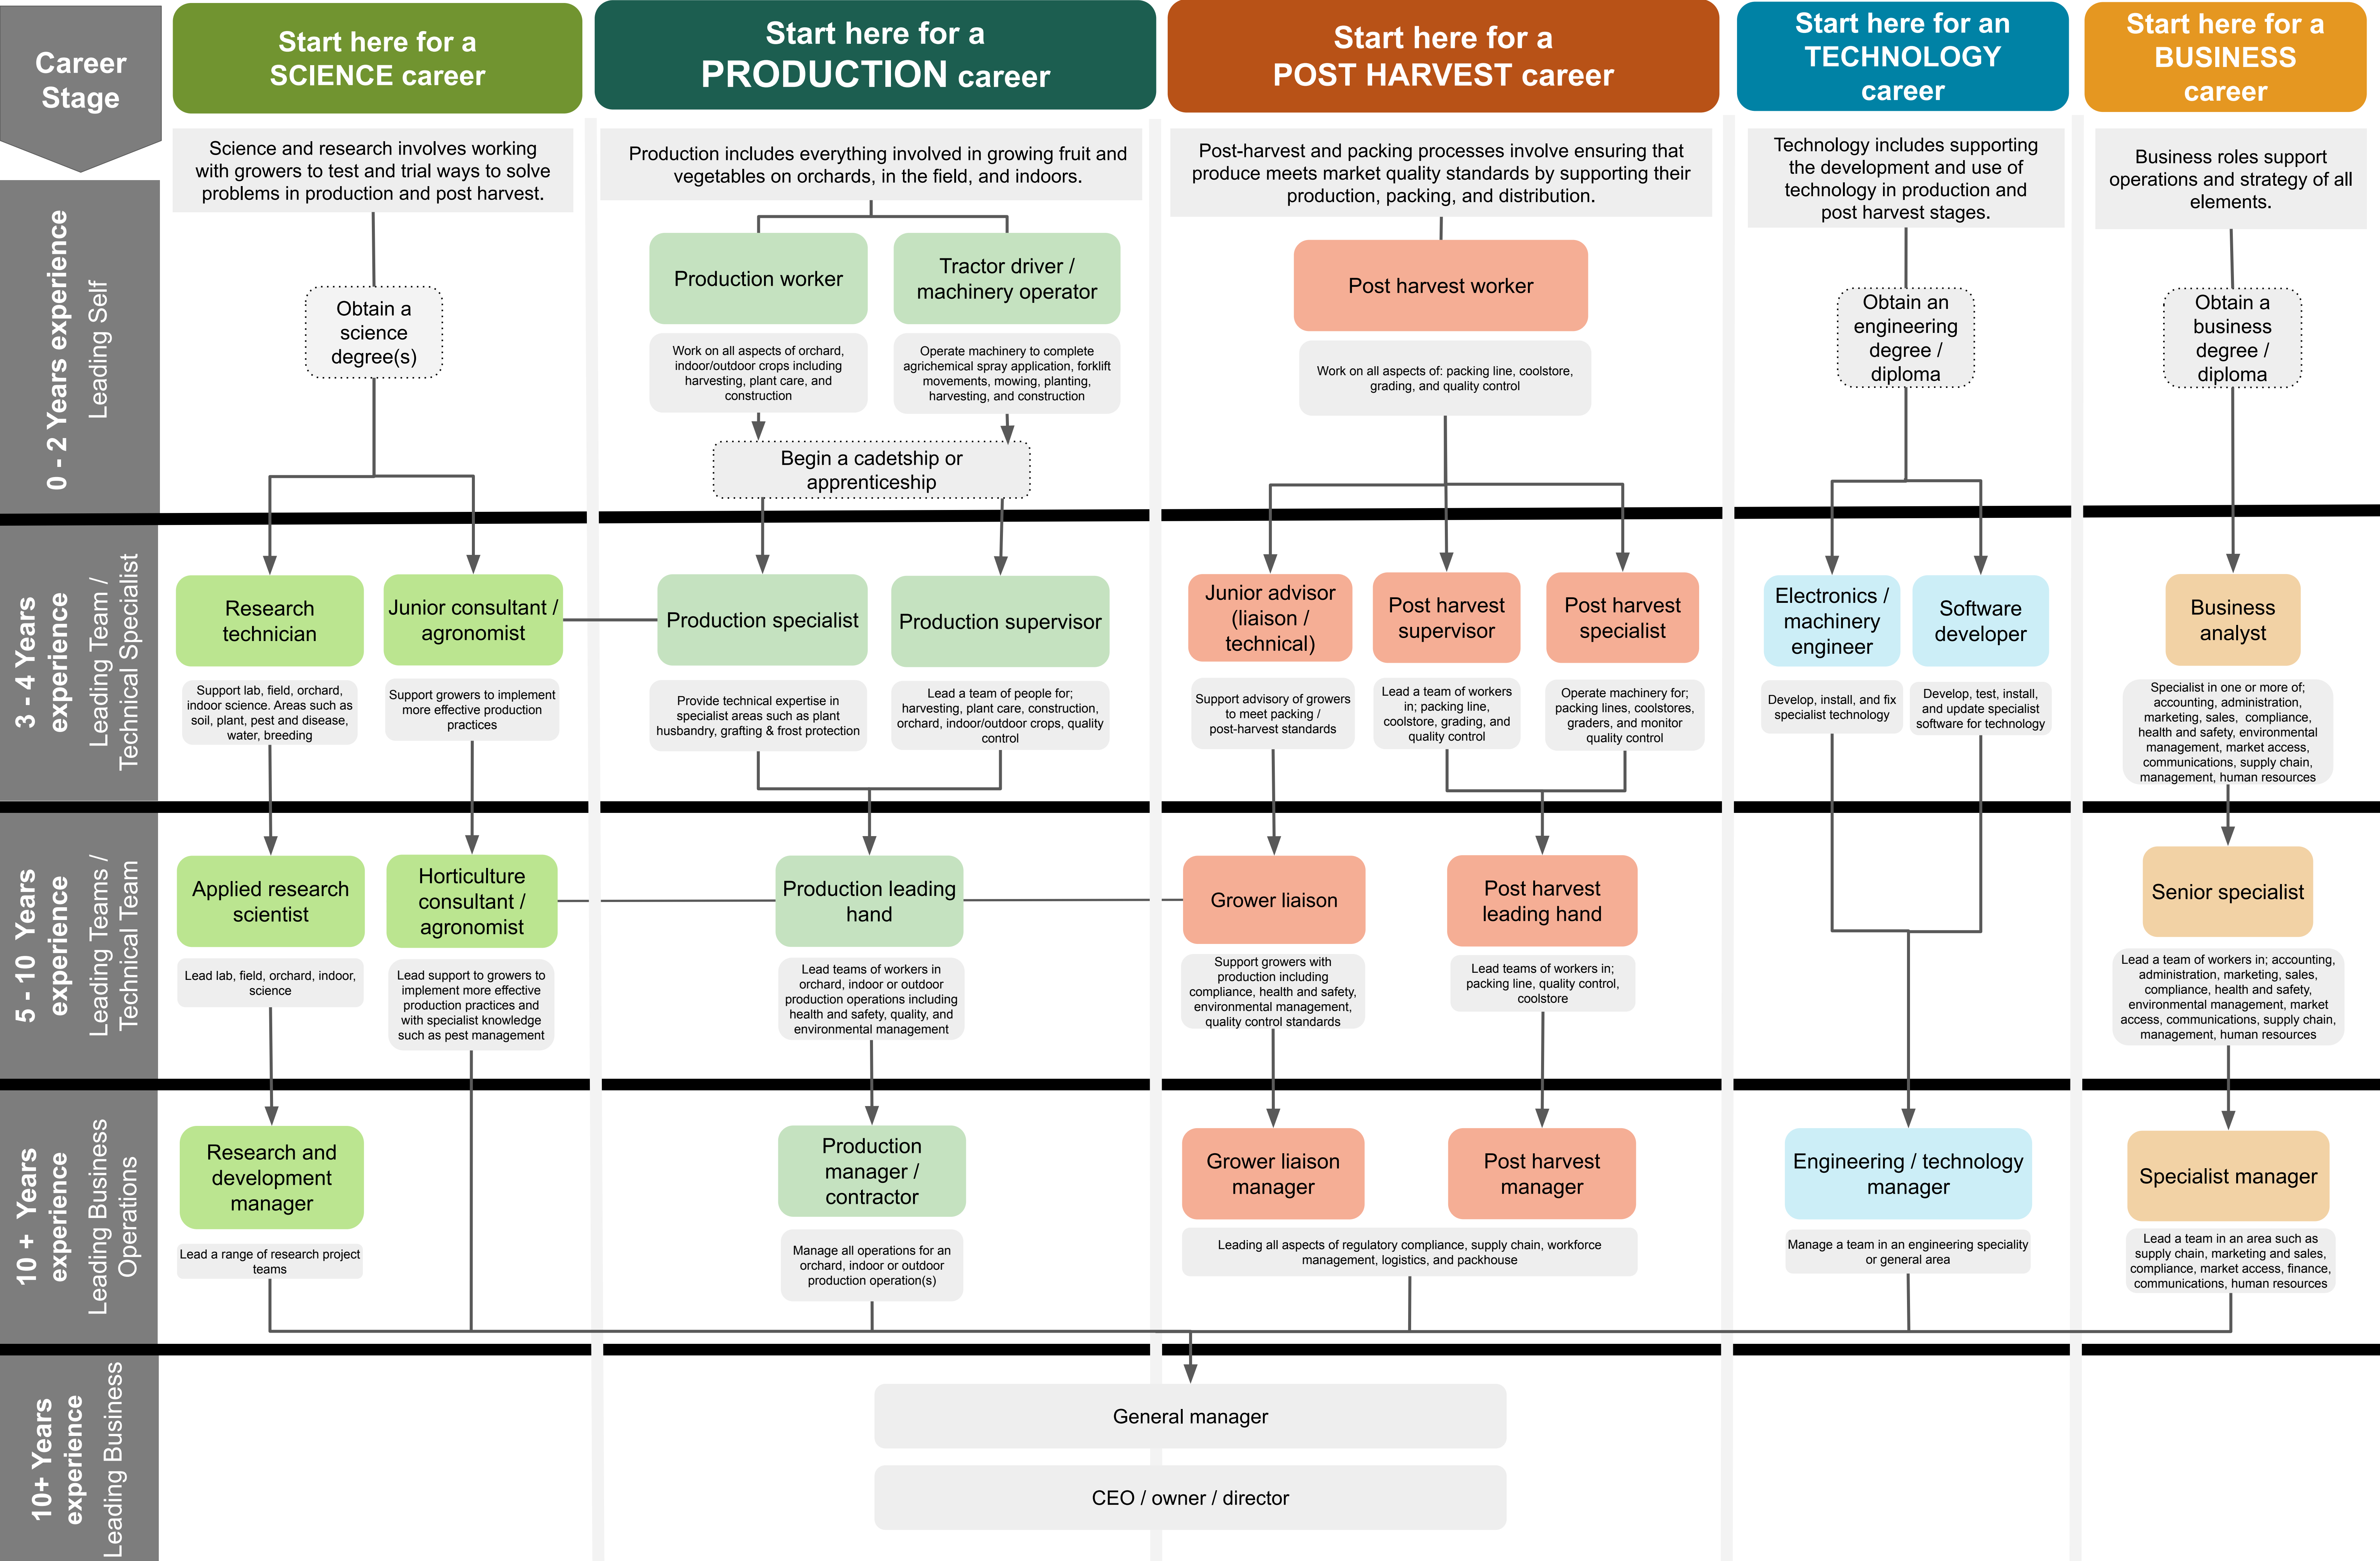 Career
Stage
Start here for a
SCIENCE career
Start here for a
PRODUCTION career
Start here for a
POST HARVEST career
Start here for an
TECHNOLOGY
career
Start here for a
BUSINESS
career
0 - 2 Years experience
Leading Self
Science and research involves working
with growers to test and trial ways to solve
problems in production and post harvest.
Production includes everything involved in growing fruit and
vegetables on orchards, in the field, and indoors.
Post-harvest and packing processes involve ensuring that
produce meets market quality standards by supporting their
production, packing, and distribution.
Technology includes supporting
the development and use of
technology in production and
post harvest stages.
Business roles support
operations and strategy of all
elements.
Obtain a
science
degree(s)
Production worker
Tractor driver /
machinery operator
Post harvest worker
Obtain an
engineering
degree /
diploma
Obtain a
business
degree /
diploma
Work on all aspects of orchard,
indoor/outdoor crops including
harvesting, plant care, and
construction
Operate machinery to complete
agrichemical spray application, forklift
movements, mowing, planting,
harvesting, and construction
Work on all aspects of: packing line, coolstore,
grading, and quality control
Begin a cadetship or
apprenticeship
3 - 4 Years
experience
Leading Team /
Technical Specialist
Research
technician
Junior consultant /
agronomist
Production specialist
Production supervisor
Junior advisor
(liaison /
technical)
Post harvest
supervisor
Post harvest
specialist
Electronics /
machinery
engineer
Software
developer
Business
analyst
Support lab, field, orchard,
indoor science. Areas such as
soil, plant, pest and disease,
water, breeding
Support growers to implement
more effective production
practices
Provide technical expertise in
specialist areas such as plant
husbandry, grafting & frost protection
Lead a team of people for;
harvesting, plant care, construction,
orchard, indoor/outdoor crops, quality
control
Support advisory of growers
to meet packing /
post-harvest standards
Lead a team of workers
in; packing line,
coolstore, grading, and
quality control
Operate machinery for;
packing lines, coolstores,
graders, and monitor
quality control
Develop, install, and fix
specialist technology
Develop, test, install,
and update specialist
software for technology
Specialist in one or more of;
accounting, administration,
marketing, sales, compliance,
health and safety, environmental
management, market access,
communications, supply chain,
management, human resources
5 - 10 Years
experience
Leading Teams /
Technical Team
Applied research
scientist
Horticulture
consultant /
agronomist
Production leading
hand
Grower liaison
Post harvest
leading hand
Senior specialist
Lead lab, field, orchard, indoor,
science
Lead support to growers to
implement more effective
production practices and
with specialist knowledge
such as pest management
Lead teams of workers in
orchard, indoor or outdoor
production operations including
health and safety, quality, and
environmental management
Support growers with
production including
compliance, health and safety,
environmental management,
quality control standards
Lead teams of workers in;
packing line, quality control,
coolstore
Lead a team of workers in; accounting,
administration, marketing, sales,
compliance, health and safety,
environmental management, market
access, communications, supply chain,
management, human resources
10 + Years
experience
Leading Business
Operations
Research and
development
manager
Production
manager /
contractor
Grower liaison
manager
Post harvest
manager
Engineering / technology
manager
Specialist manager
Lead a range of research project
teams
Manage all operations for an
orchard, indoor or outdoor
production operation(s)
Leading all aspects of regulatory compliance, supply chain, workforce
management, logistics, and packhouse
Manage a team in an engineering speciality
or general area
Lead a team in an area such as
supply chain, marketing and sales,
compliance, market access, finance,
communications, human resources
10+ Years
experience
Leading Business
General manager
CEO / owner / director